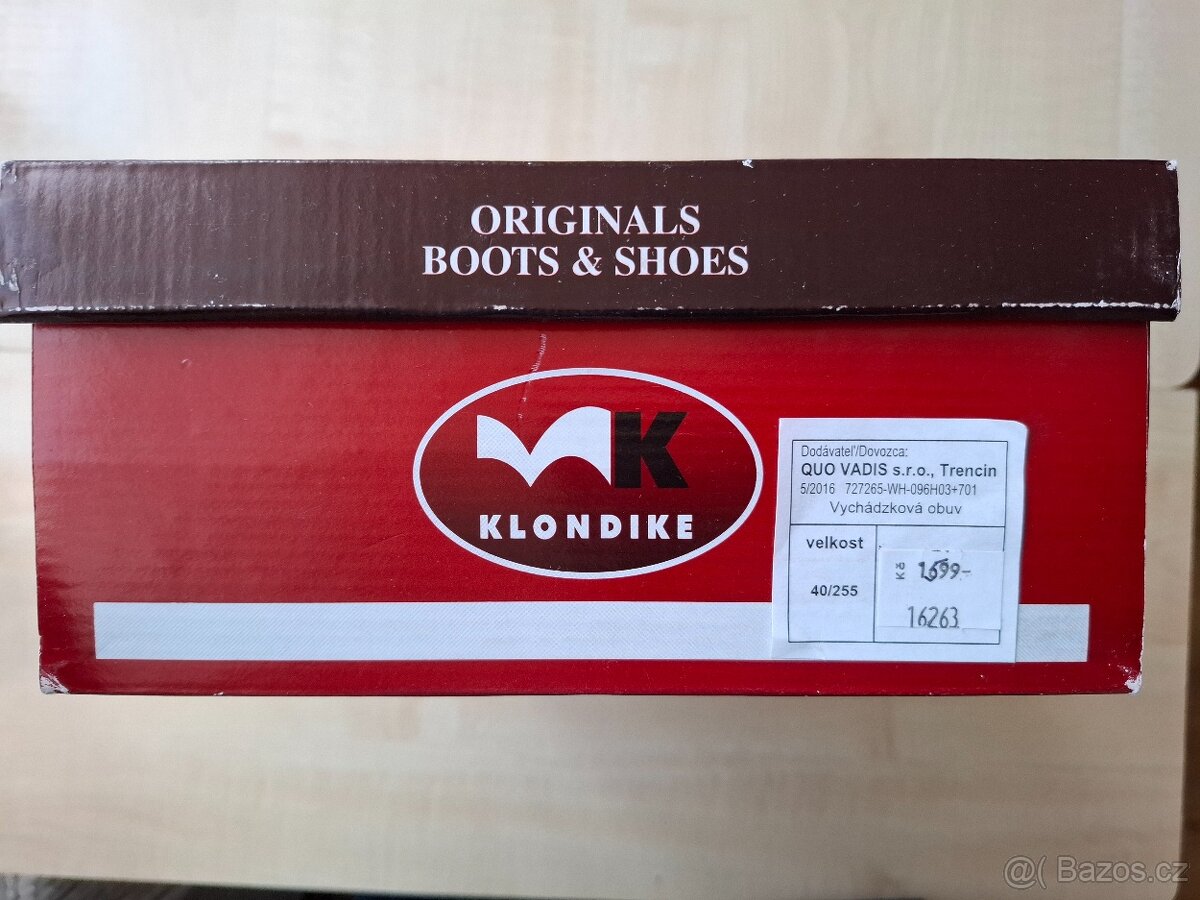 ORIGINALS
BOOTS & SHOES
K
KLONDIKE
Dodávateľ/Dovozca:
QUO VADIS s.r.o., Trencin
5/2016 727265-WH-096H03+701
Vychádzková obuv
velkost
40/255
Kč 1699-
16263
@( Bazos.cz